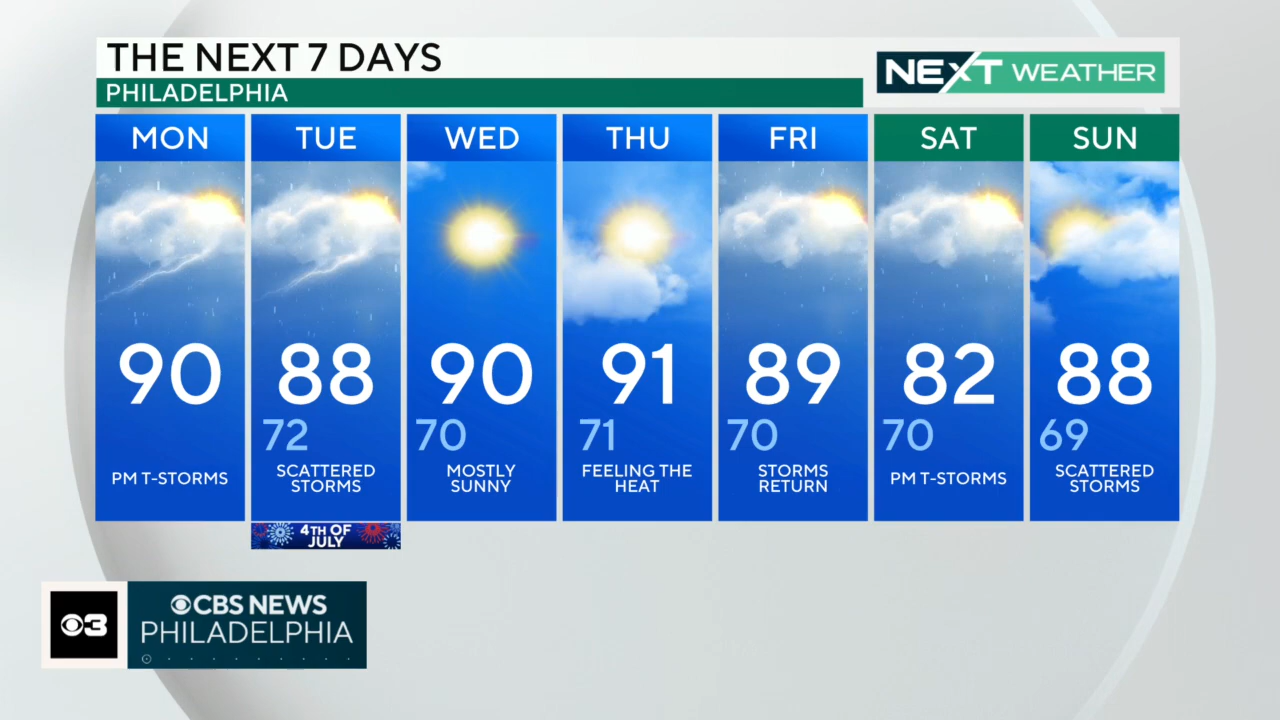 THE NEXT 7 DAYS
PHILADELPHIA
NEXT WEATHER
MON
90
PM T-STORMS
TUE
88
72
SCATTERED
STORMS
4TH OF
JULY
WED
90
70
MOSTLY
SUNNY
THU
91
71
FEELING THE
HEAT
FRI
89
70
STORMS
RETURN
SAT
82
70
PM T-STORMS
SUN
88
69
SCATTERED
STORMS
3
CBS NEWS
PHILADELPHIA